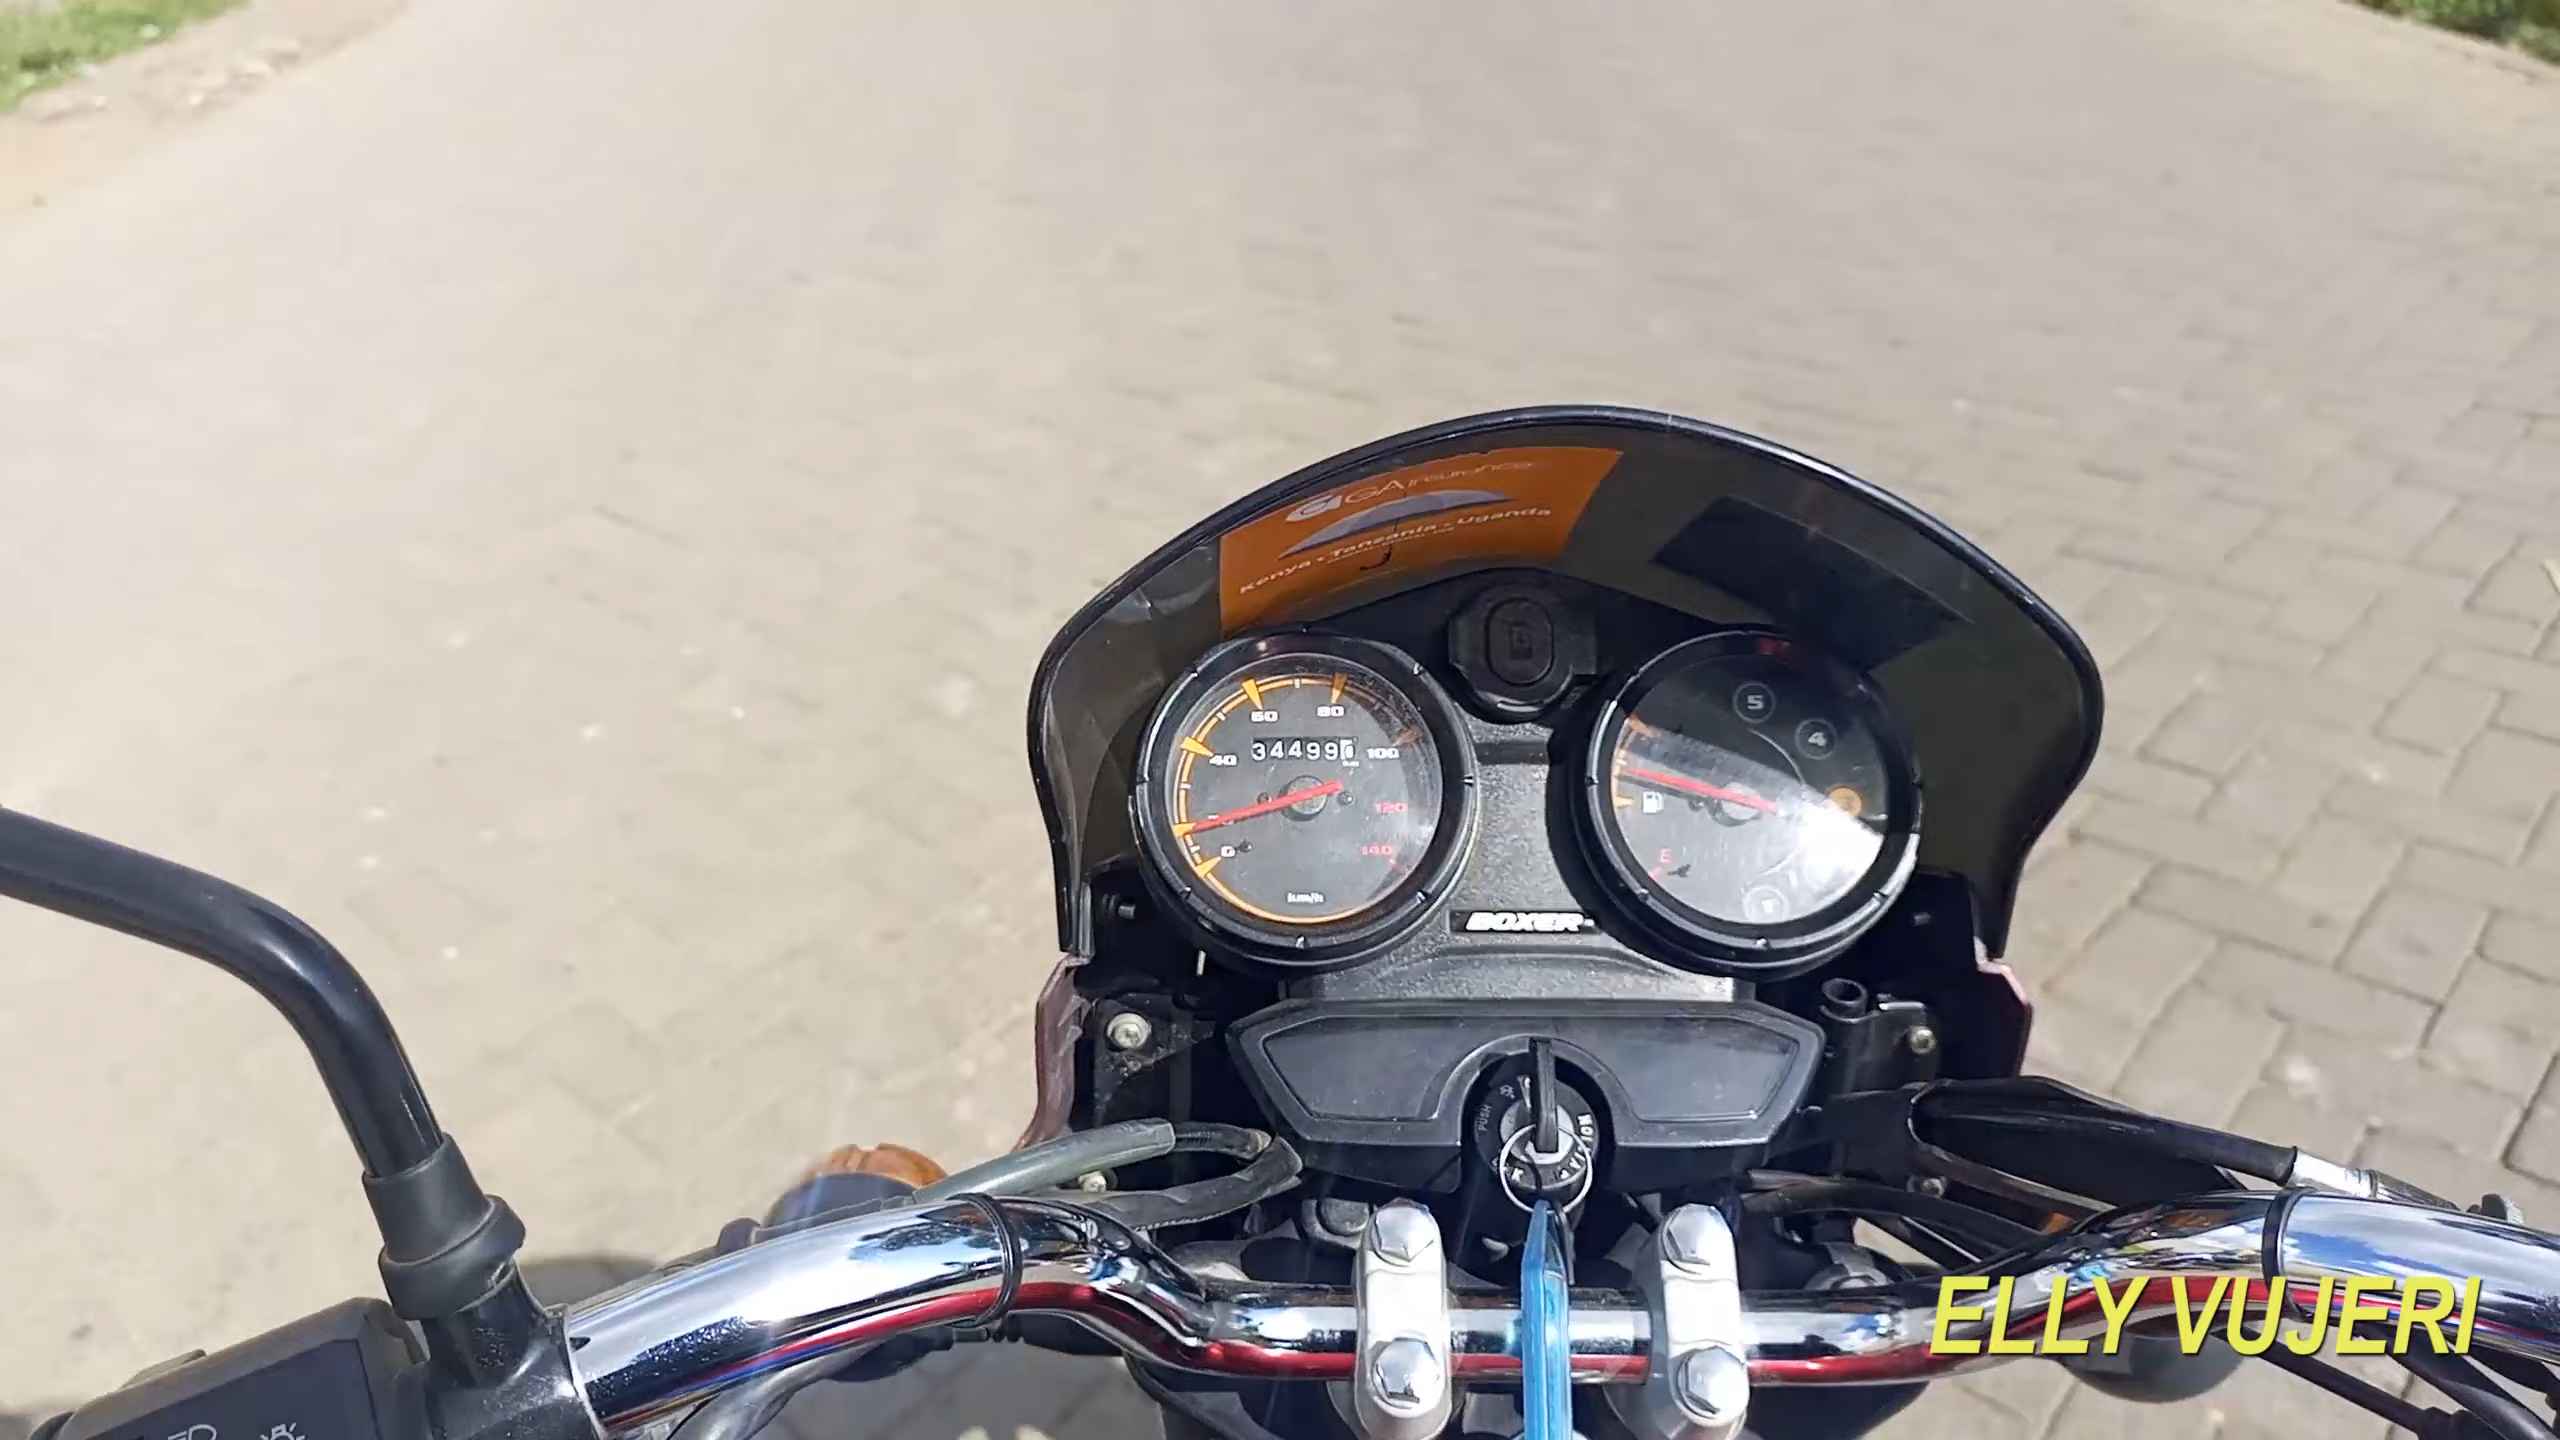 GA Insurance
Kenya - Tanzania - Uganda
5
4
60
80
40
34499
100
120
0
140
km/h
E
BOXER
PUSH
ELLY VUJERI